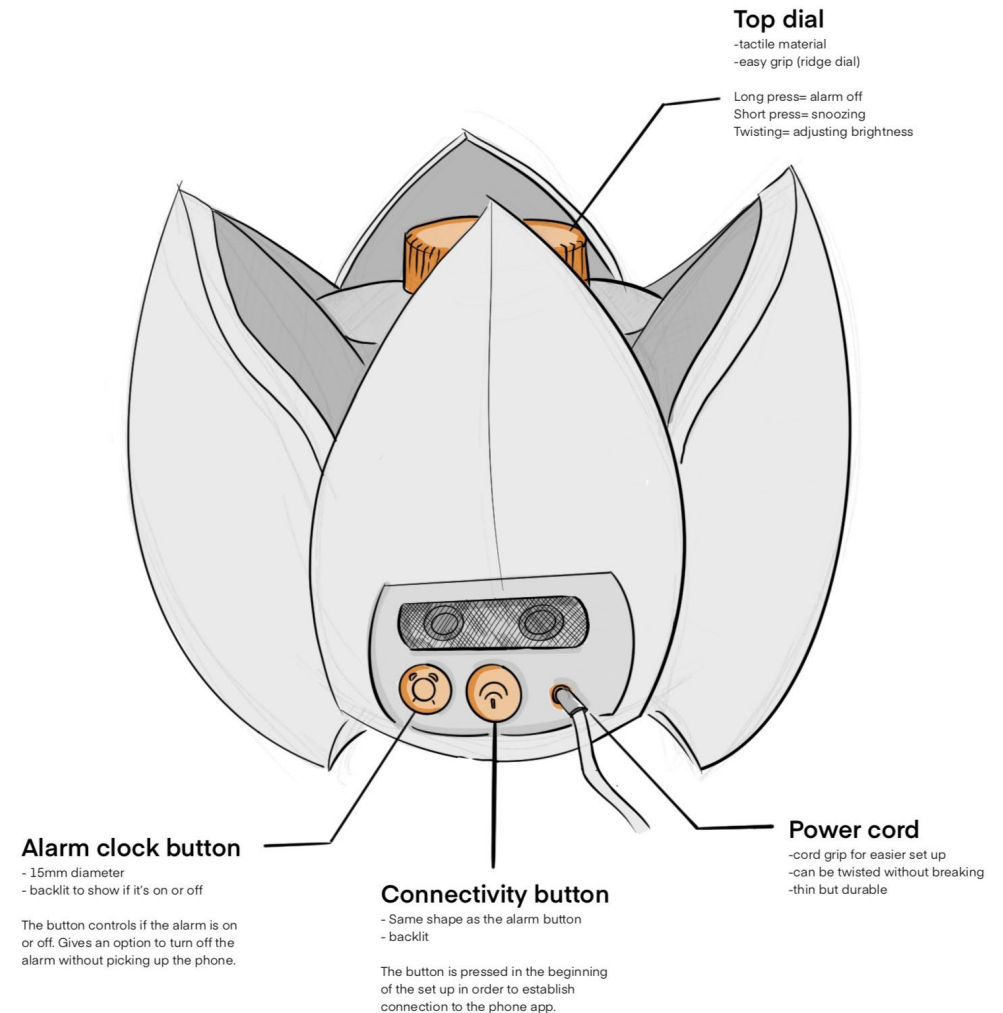 Top dial
-tactile material
-easy grip (ridge dial)
Long press= alarm off
Short press= snoozing
Twisting= adjusting brightness
Alarm clock button
- 15mm diameter
- backlit to show if it's on or off
The button controls if the alarm is on
or off. Gives an option to turn off the
alarm without picking up the phone.
Connectivity button
- Same shape as the alarm button
- backlit
The button is pressed in the beginning
of the set up in order to establish
connection to the phone app.
Power cord
-cord grip for easier set up
-can be twisted without breaking
-thin but durable